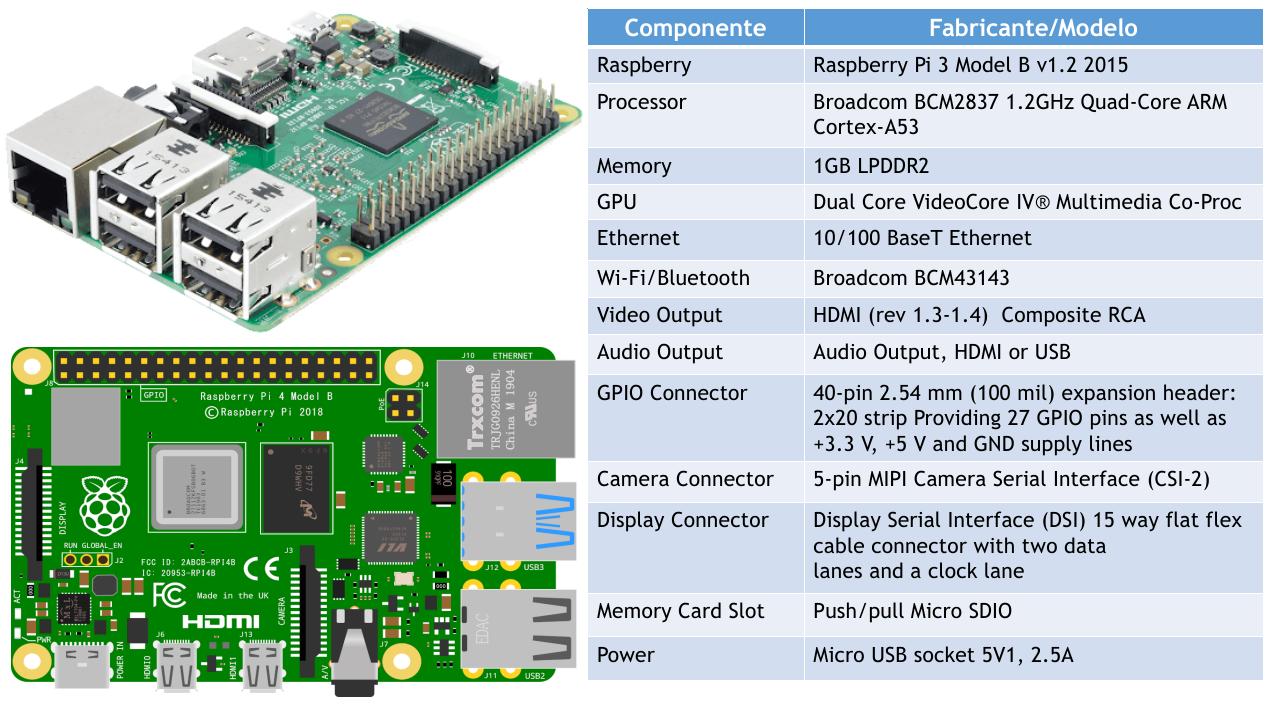 15413
15413
HDMI
J8
GPIO
Raspberry Pi 4 Model B
© Raspberry Pi 2018
J14
PoE
J10
ETHERNET
Trxcom®
TRJG0926HENL
China M 1904
J4
DISPLAY
9FD77
D9WHV
100
VLI
RUN GLOBAL_EN
J2
FCC ID: 2ABCB-RPI4B
IC: 20953-RPI4B
CE
FC
Made in the UK
HDMI
J3
CAMERA
J12
USB3
ACT
PWR
POWER IN
J6
HDMI0
J13
HDMI1
A/V
J7
EDAC
J11
USB2
Componente
Fabricante/Modelo
Raspberry
Raspberry Pi 3 Model B v1.2 2015
Processor
Broadcom BCM2837 1.2GHz Quad-Core ARM
Cortex-A53
Memory
1GB LPDDR2
GPU
Dual Core VideoCore IV® Multimedia Co-Proc
Ethernet
10/100 BaseT Ethernet
Wi-Fi/Bluetooth
Broadcom BCM43143
Video Output
HDMI (rev 1.3-1.4) Composite RCA
Audio Output
Audio Output, HDMI or USB
GPIO Connector
40-pin 2.54 mm (100 mil) expansion header:
2x20 strip Providing 27 GPIO pins as well as
+3.3 V, +5 V and GND supply lines
Camera Connector
5-pin MIPI Camera Serial Interface (CSI-2)
Display Connector
Display Serial Interface (DSI) 15 way flat flex
cable connector with two data
lanes and a clock lane
Memory Card Slot
Push/pull Micro SDIO
Power
Micro USB socket 5V1, 2.5A